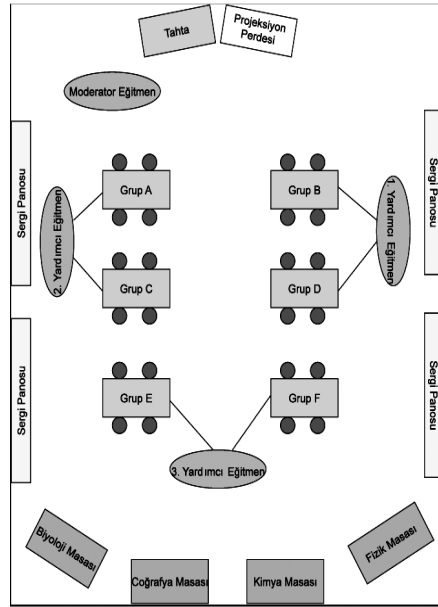 Tahta
Projeksiyon
Perdesi
Moderator Eğitmen
Sergi Panosu
2. Yardımcı Eğitmen
Grup A
Grup B
1. Yardımcı Eğitmen
Sergi Panosu
Grup C
Grup D
Sergi Panosu
Grup E
Grup F
Sergi Panosu
3. Yardımcı Eğitmen
Biyoloji Masası
Coğrafya Masası
Kimya Masası
Fizik Masası